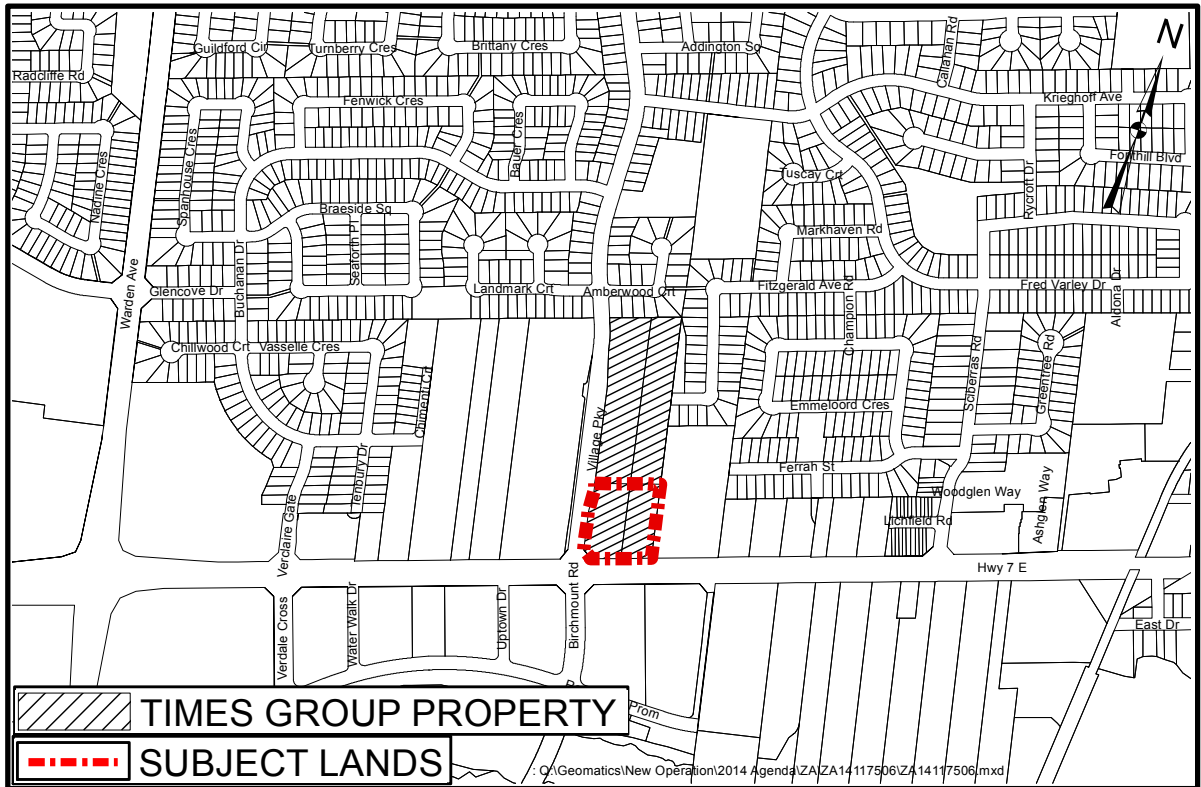 N
Guildford Cir
Turnberry Cres
Brittany Cres
Addington Sq
Callahan Rd
Radcliffe Rd
Fenwick Cres
Krieghoff Ave
Bauer Cres
Fonthill Blvd
Nadine Cres
Spanhouse Cres
Tuscay Crt
Rycroft Dr
Braeside Sq
Seaforth Pl
Markhaven Rd
Buchanan Dr
Warden Ave
Glencove Dr
Landmark Crt
Amberwood Crt
Fitzgerald Ave
Champion Rd
Fred Varley Dr
Aldona Dr
Chillwood Crt
Vasselle Cres
Chimenti Crt
Sciberras Rd
Greentree Rd
Emmeloord Cres
Village Pky
Tenbury Dr
Ferrah St
Woodglen Way
Ashglen Way
Lichfield Rd
Verclaire Gate
Hwy 7 E
Birchmount Rd
Verdale Cross
Water Walk Dr
Uptown Dr
East Dr
Prom
TIMES GROUP PROPERTY
SUBJECT LANDS
: Q:\Geomatics\New Operation\2014 Agenda\ZA\ZA14117506\ZA14117506.mxd